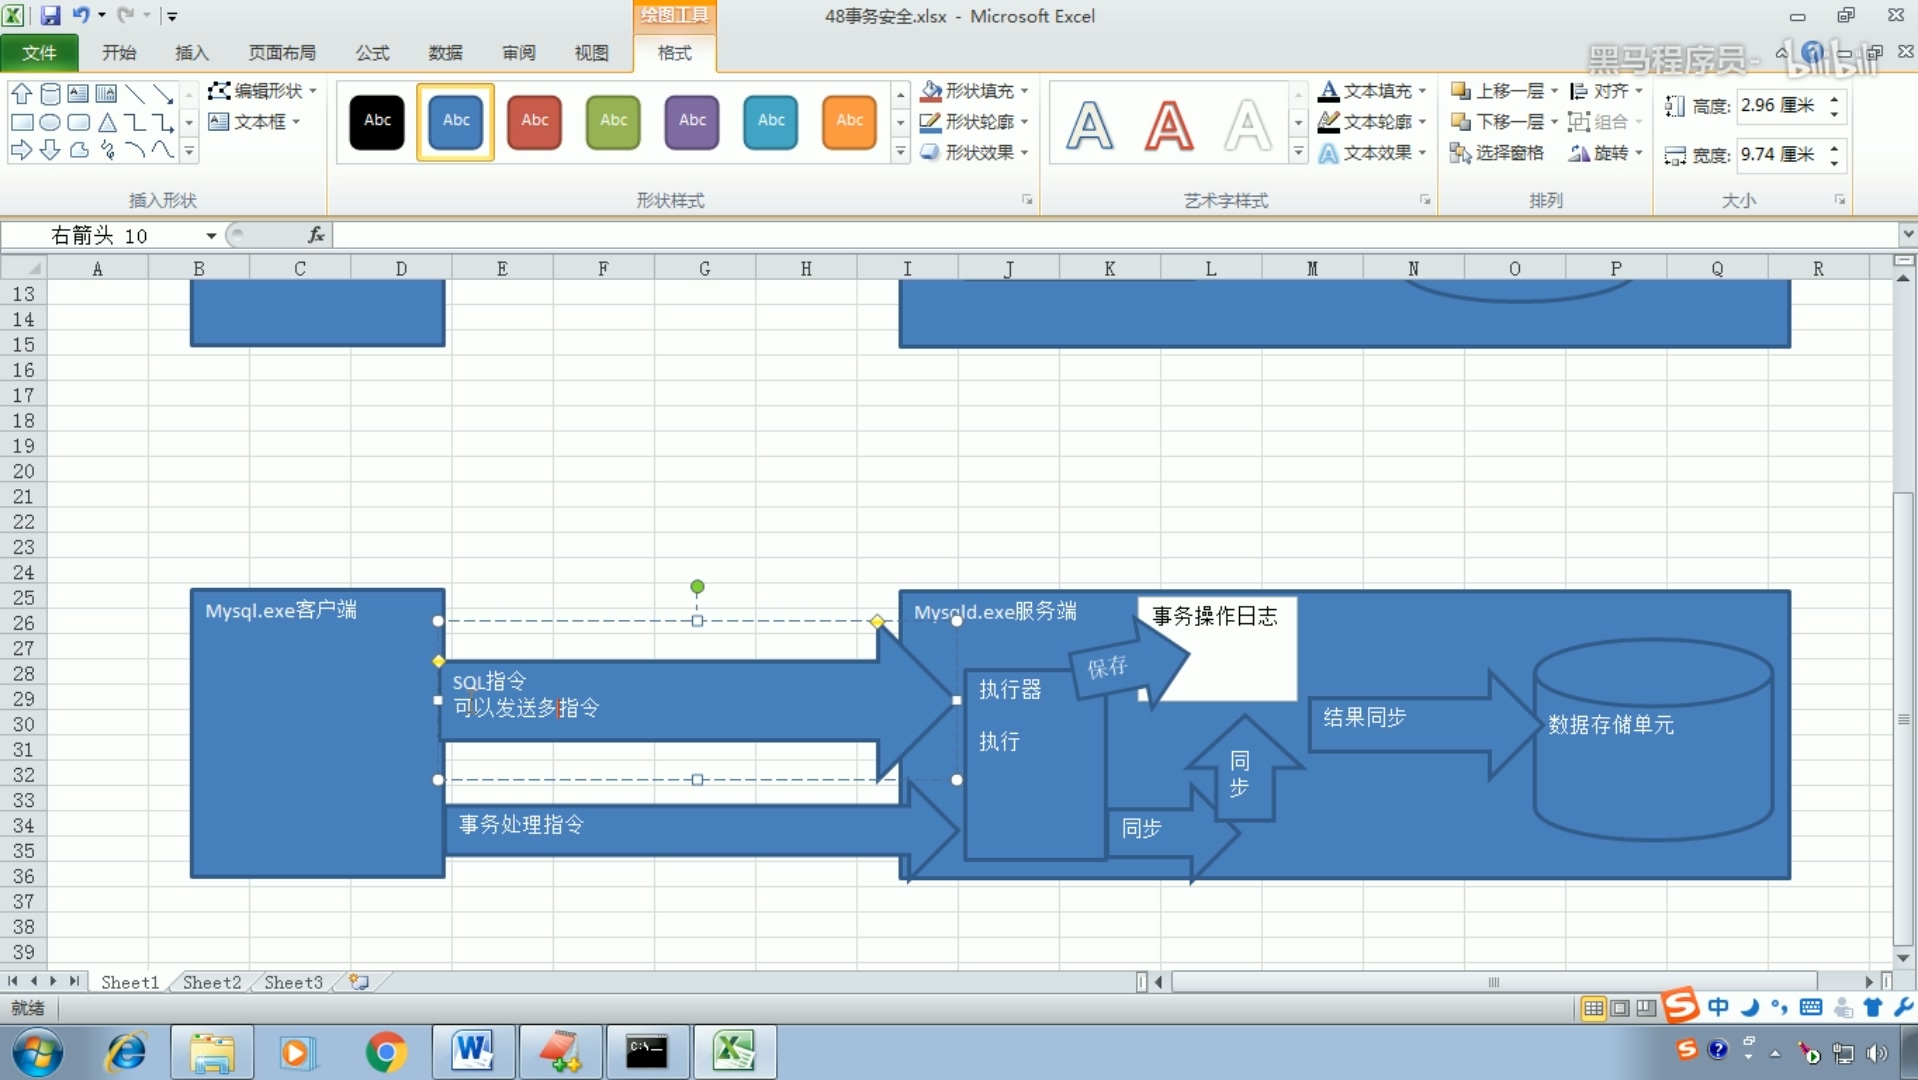 48事务安全.xlsx - Microsoft Excel
绘图工具
文件
开始
插入
页面布局
公式
数据
审阅
视图
格式
黑马程序员-
bilibili
编辑形状
文本框
插入形状
Abc
Abc
Abc
Abc
Abc
Abc
Abc
形状填充
形状轮廓
形状效果
形状样式
A
A
A
文本填充
文本轮廓
文本效果
艺术字样式
上移一层
下移一层
选择窗格
对齐
组合
旋转
排列
高度: 2.96 厘米
宽度: 9.74 厘米
大小
右箭头 10
fx
A B C D E F G H I J K L M N O P Q R
13
14
15
16
17
18
19
20
21
22
23
24
25
26
27
28
29
30
31
32
33
34
35
36
37
38
39
Mysql.exe客户端
SQL指令
可以发送多指令
事务处理指令
Mysqld.exe服务端
执行器
执行
保存
事务操作日志
同步
同
步
结果同步
数据存储单元
Sheet1
Sheet2
Sheet3
就绪
中